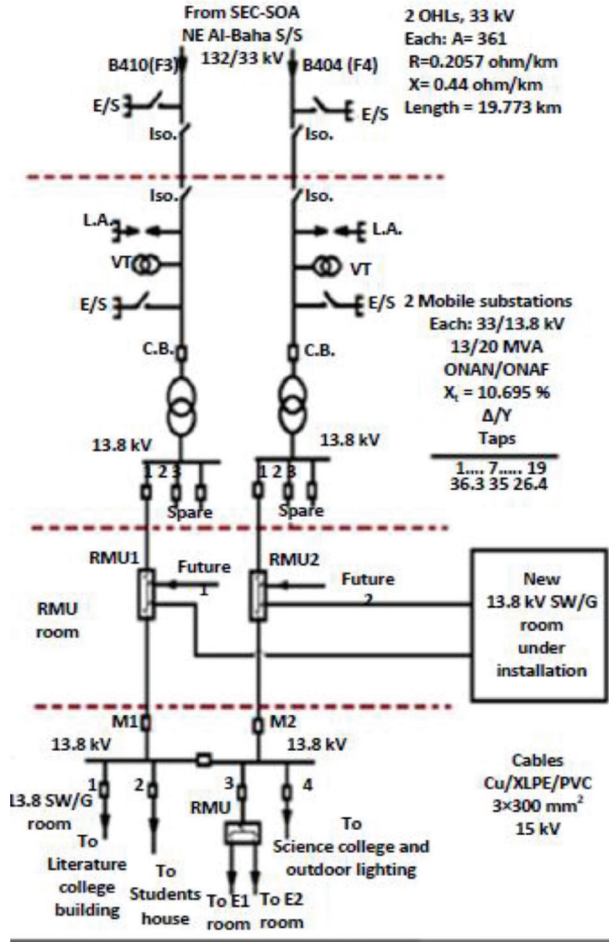 From SEC-SOA
NE Al-Baha S/S
132/33 kV
B410(F3)
B404 (F4)
2 OHLs, 33 kV
Each: A= 361
R=0.2057 ohm/km
X= 0.44 ohm/km
Length = 19.773 km
E/S
E/S
Iso.
Iso.
Iso.
Iso.
L.A.
L.A.
VT
VT
E/S
E/S
2 Mobile substations
Each: 33/13.8 kV
13/20 MVA
ONAN/ONAF
Xt = 10.695 %
Δ/Y
Taps
1.... 7..... 19
36.3 35 26.4
C.B.
C.B.
13.8 kV
13.8 kV
1 2 3
1 2 3
Spare
Spare
RMU1
RMU2
Future
1
Future
2
RMU
room
New
13.8 kV SW/G
room
under
installation
M1
M2
13.8 kV
13.8 kV
Cables
Cu/XLPE/PVC
3×300 mm²
15 kV
1
2
3
4
13.8 SW/G
room
RMU
To
Literature
college
building
To
Students
house
To E1
room
To E2
room
To
Science college and
outdoor lighting